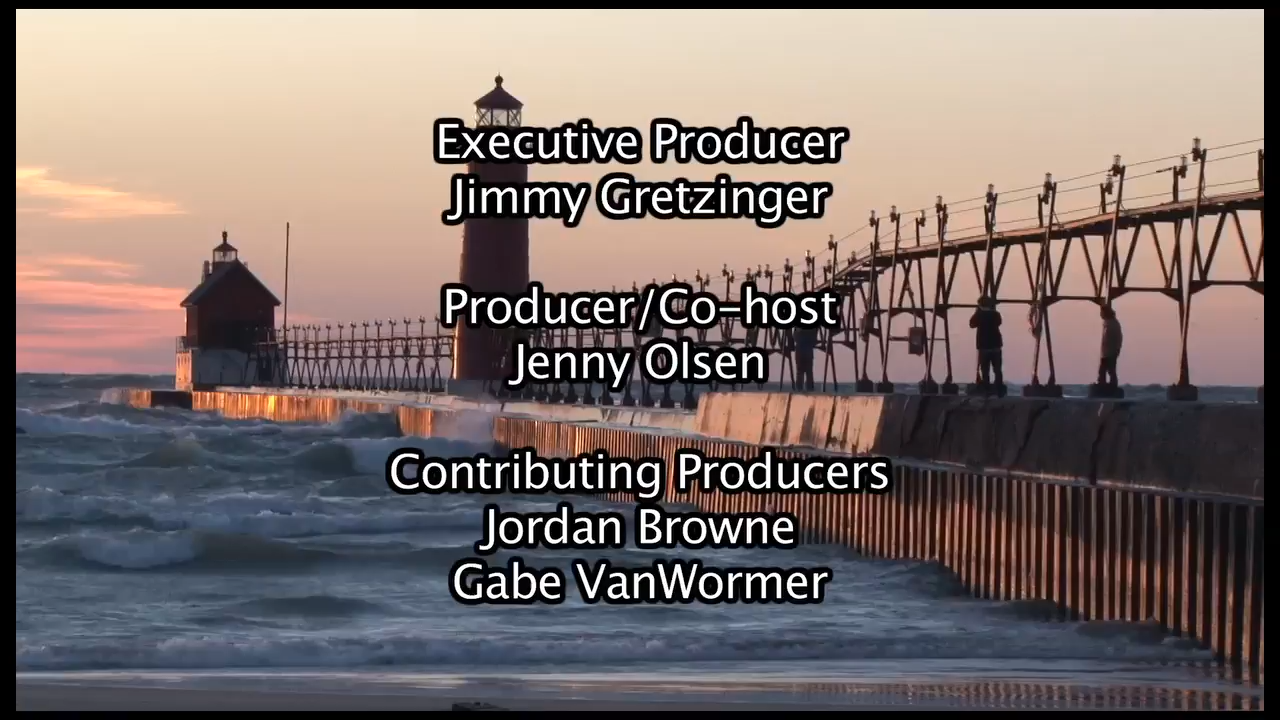 Executive Producer
Jimmy Gretzinger
Producer/Co-host
Jenny Olsen
Contributing Producers
Jordan Browne
Gabe VanWormer